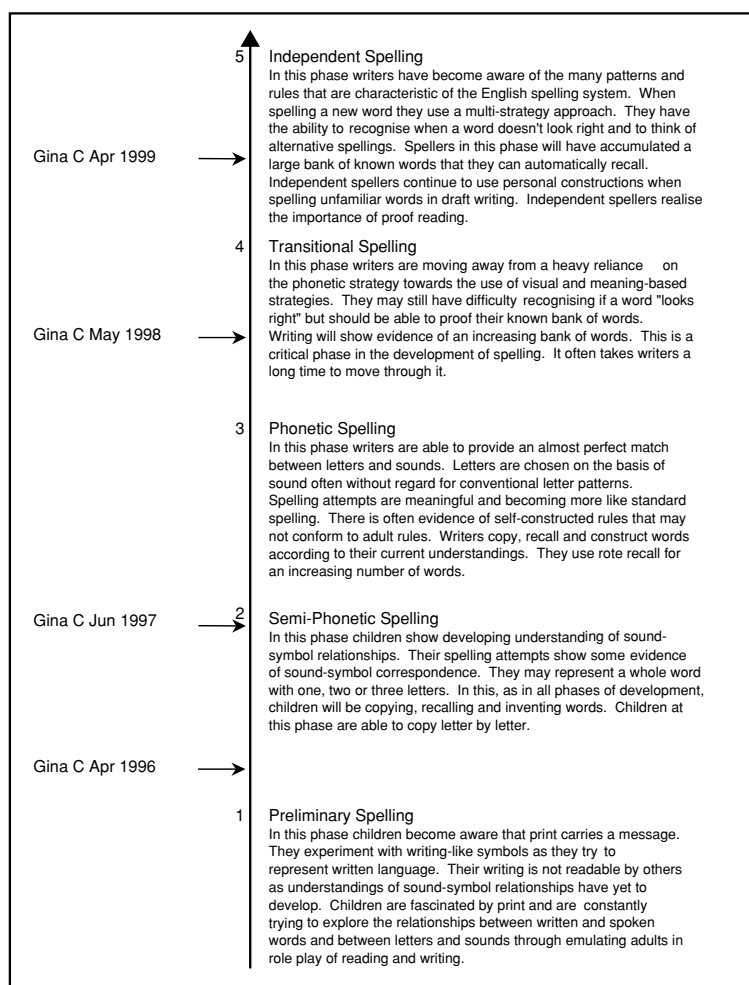 5 Independent Spelling
In this phase writers have become aware of the many patterns and
rules that are characteristic of the English spelling system. When
spelling a new word they use a multi-strategy approach. They have
the ability to recognise when a word doesn't look right and to think of
alternative spellings. Spellers in this phase will have accumulated a
Gina C Apr 1999
large bank of known words that they can automatically recall.
Independent spellers continue to use personal constructions when
spelling unfamiliar words in draft writing. Independent spellers realise
the importance of proof reading.
4 Transitional Spelling
In this phase writers are moving away from a heavy reliance on
the phonetic strategy towards the use of visual and meaning-based
strategies. They may still have difficulty recognising if a word "looks
right" but should be able to proof their known bank of words.
Gina C May 1998
Writing will show evidence of an increasing bank of words. This is a
critical phase in the development of spelling. It often takes writers a
long time to move through it.
3 Phonetic Spelling
In this phase writers are able to provide an almost perfect match
between letters and sounds. Letters are chosen on the basis of
sound often without regard for conventional letter patterns.
Spelling attempts are meaningful and becoming more like standard
spelling. There is often evidence of self-constructed rules that may
not conform to adult rules. Writers copy, recall and construct words
according to their current understandings. They use rote recall for
an increasing number of words.
Gina C Jun 1997
2 Semi-Phonetic Spelling
In this phase children show developing understanding of sound-
symbol relationships. Their spelling attempts show some evidence
of sound-symbol correspondence. They may represent a whole word
with one, two or three letters. In this, as in all phases of development,
children will be copying, recalling and inventing words. Children at
this phase are able to copy letter by letter.
Gina C Apr 1996
1 Preliminary Spelling
In this phase children become aware that print carries a message.
They experiment with writing-like symbols as they try to
represent written language. Their writing is not readable by others
as understandings of sound-symbol relationships have yet to
develop. Children are fascinated by print and are constantly
trying to explore the relationships between written and spoken
words and between letters and sounds through emulating adults in
role play of reading and writing.